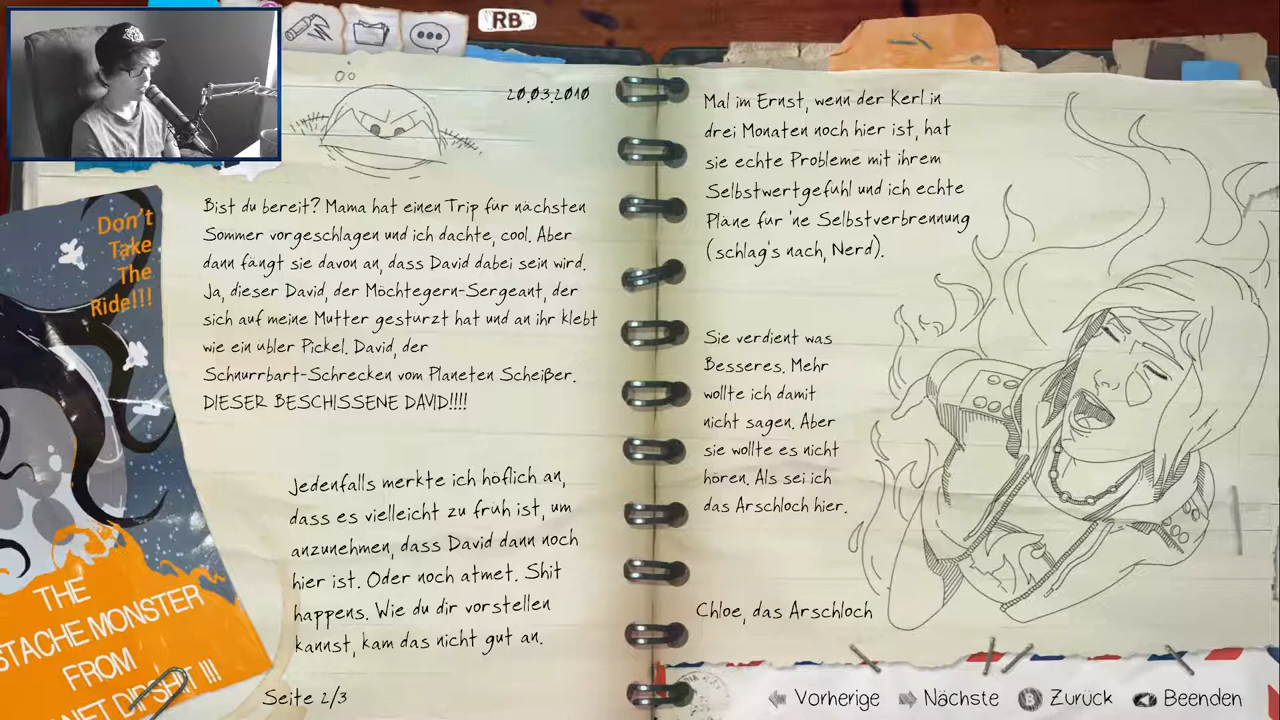 RB
20.03.2010
Don't
Take
The
Ride!!!
Bist du bereit? Mama hat einen Trip fur nächsten
Sommer vorgeschlagen und ich dachte, cool. Aber
dann fängt sie davon an, dass David dabei sein wird.
Ja, dieser David, der Möchtegern-Sergeant, der
sich auf meine Mutter gesturzt hat und an ihr klebt
wie ein ubler Pickel. David, der
Schnurrbart-Schrecken vom Planeten Scheißer.
DIESER BESCHISSENE DAVID!!!!
Jedenfalls merkte ich höflich an,
dass es vielleicht zu fruh ist, um
anzunehmen, dass David dann noch
hier ist. Oder noch atmet. Shit
happens. Wie du dir vorstellen
kannst, kam das nicht gut an.
THE
STACHE MONSTER
FROM
ANET DIPSHIT !!!
Seite 2/3
Mal im Ernst, wenn der Kerl in
drei Monaten noch hier ist, hat
sie echte Probleme mit ihrem
Selbstwertgefuhl und ich echte
Pläne fur 'ne Selbstverbrennung
(schlag's nach, Nerd).
Sie verdient was
Besseres. Mehr
wollte ich damit
nicht sagen. Aber
sie wollte es nicht
hören. Als sei ich
das Arschloch hier.
Chloe, das Arschloch
Vorherige
Nächste
B Zurück
Beenden